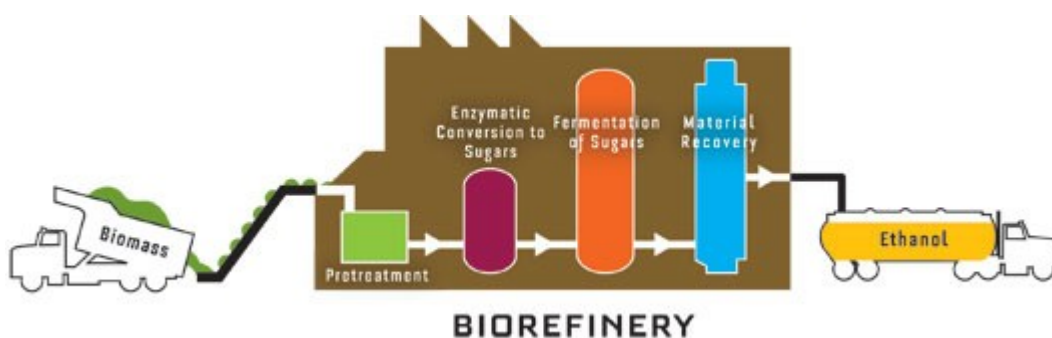 Biomass
Pretreatment
Enzymatic
Conversion to
Sugars
Fermentation
of Sugars
Material
Recovery
Ethanol
BIOREFINERY